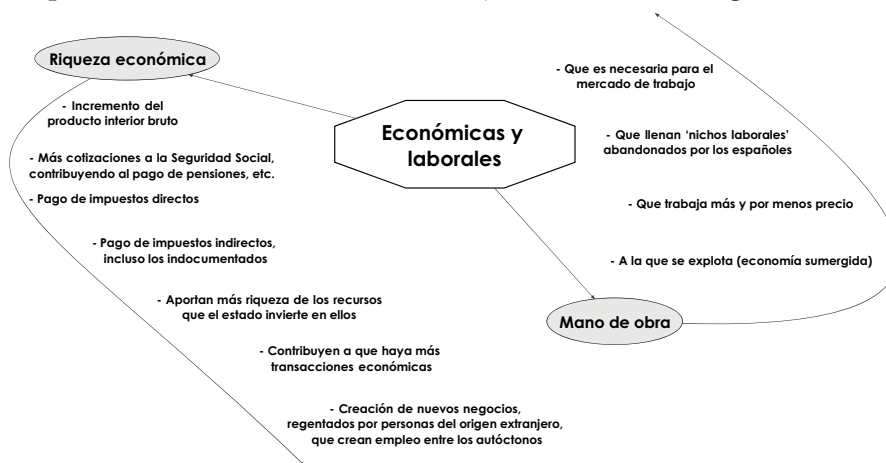 Riqueza económica
- Incremento del
producto interior bruto
- Más cotizaciones a la Seguridad Social,
contribuyendo al pago de pensiones, etc.
- Pago de impuestos directos
- Pago de impuestos indirectos,
incluso los indocumentados
- Aportan más riqueza de los recursos
que el estado invierte en ellos
- Contribuyen a que haya más
transacciones económicas
- Creación de nuevos negocios,
regentados por personas del origen extranjero,
que crean empleo entre los autóctonos
Económicas y
laborales
- Que es necesaria para el
mercado de trabajo
- Que llenan ‘nichos laborales’
abandonados por los españoles
- Que trabaja más y por menos precio
- A la que se explota (economía sumergida)
Mano de obra